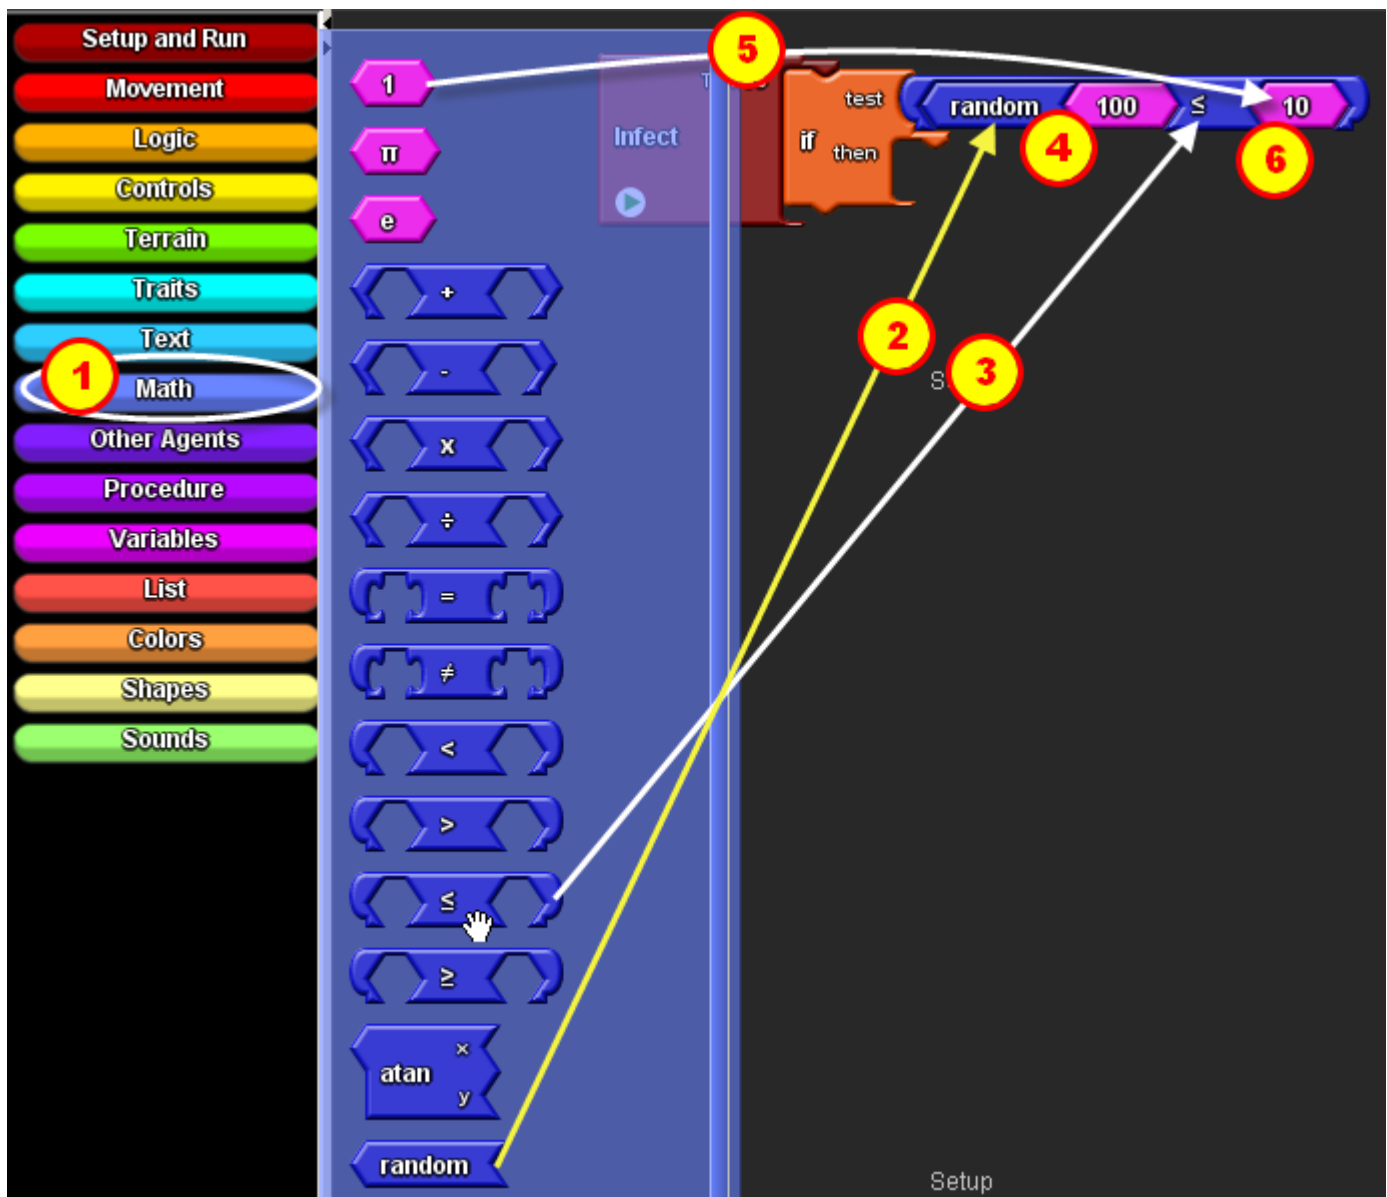 Setup and Run
Movement
Logic
Controls
Terrain
Traits
Text
1
Math
Other Agents
Procedure
Variables
List
Colors
Shapes
Sounds
1
π
e
+
-
x
÷
=
≠
<
>
≤
≥
atan
x
y
random
5
Infect
test
if
then
random
100
≤
10
4
6
2
3
Setup